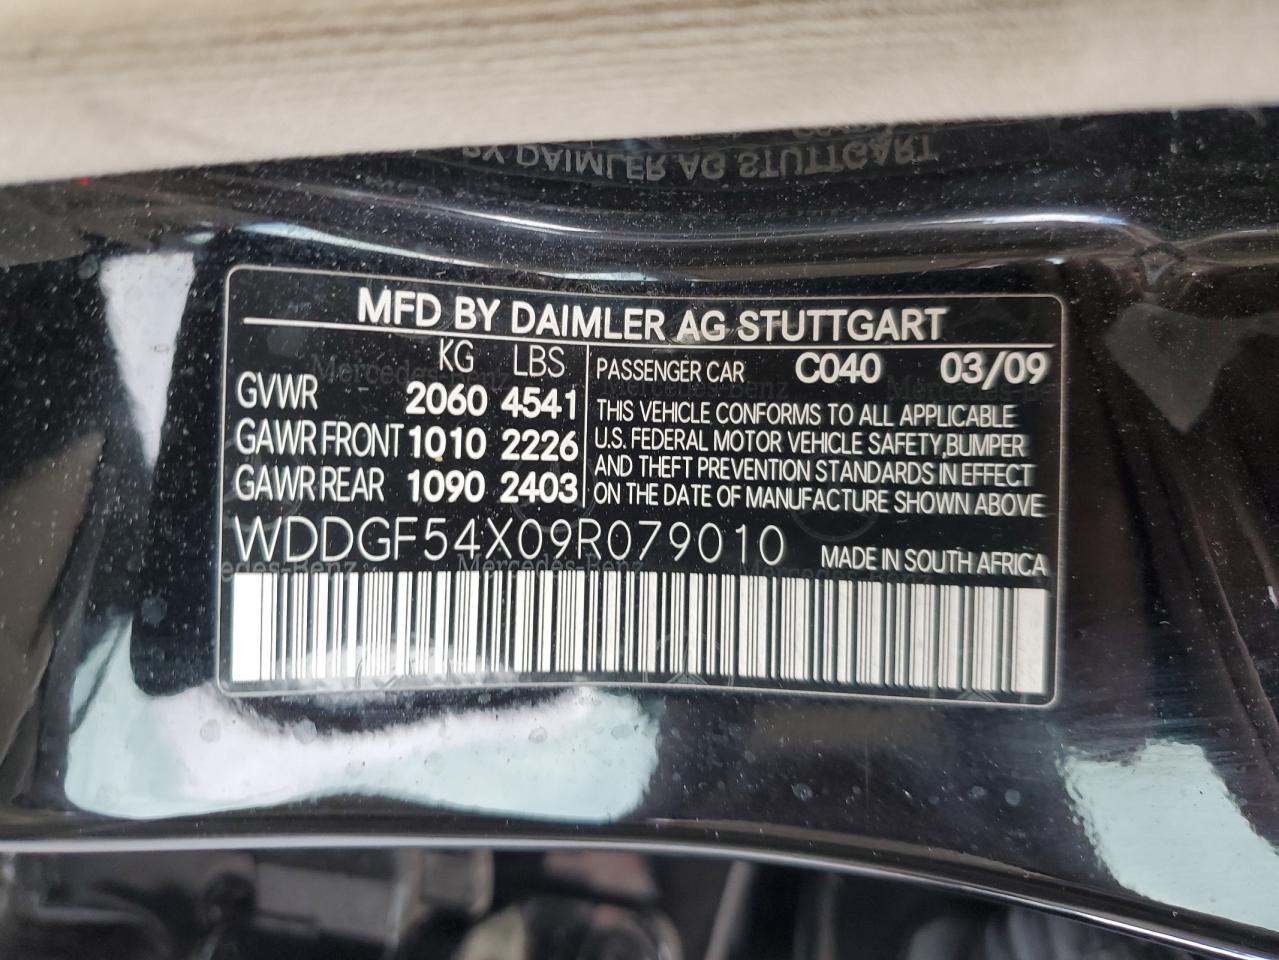 MFD BY DAIMLER AG STUTTGART
KG LBS
GVWR 2060 4541
GAWR FRONT 1010 2226
GAWR REAR 1090 2403
PASSENGER CAR C040 03/09
THIS VEHICLE CONFORMS TO ALL APPLICABLE
U.S. FEDERAL MOTOR VEHICLE SAFETY,BUMPER
AND THEFT PREVENTION STANDARDS IN EFFECT
ON THE DATE OF MANUFACTURE SHOWN ABOVE
WDDGF54X09R079010 MADE IN SOUTH AFRICA